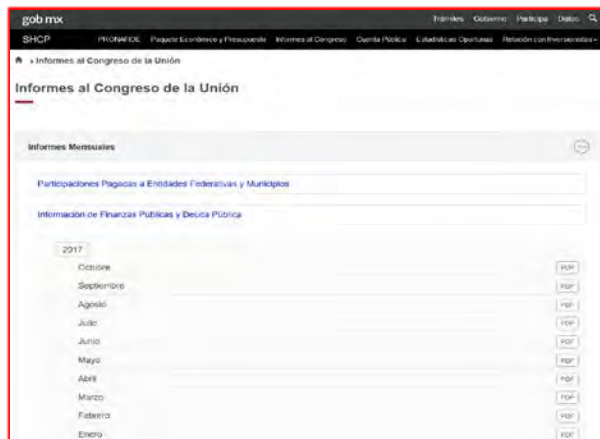 gob mx
Trámites Gobierno Participa Datos
SHCP PRONAFIDE Paquete Económico y Presupuesto Informes al Congreso Cuenta Pública Estadísticas Oportunas Relación con Inversionistas
Informes al Congreso de la Unión
Informes al Congreso de la Unión
Informes Mensuales
Participaciones Pagadas a Entidades Federativas y Municipios
Información de Finanzas Públicas y Deuda Pública
2017
Octubre PDF
Septiembre PDF
Agosto PDF
Julio PDF
Junio PDF
Mayo PDF
Abril PDF
Marzo PDF
Febrero PDF
Enero PDF